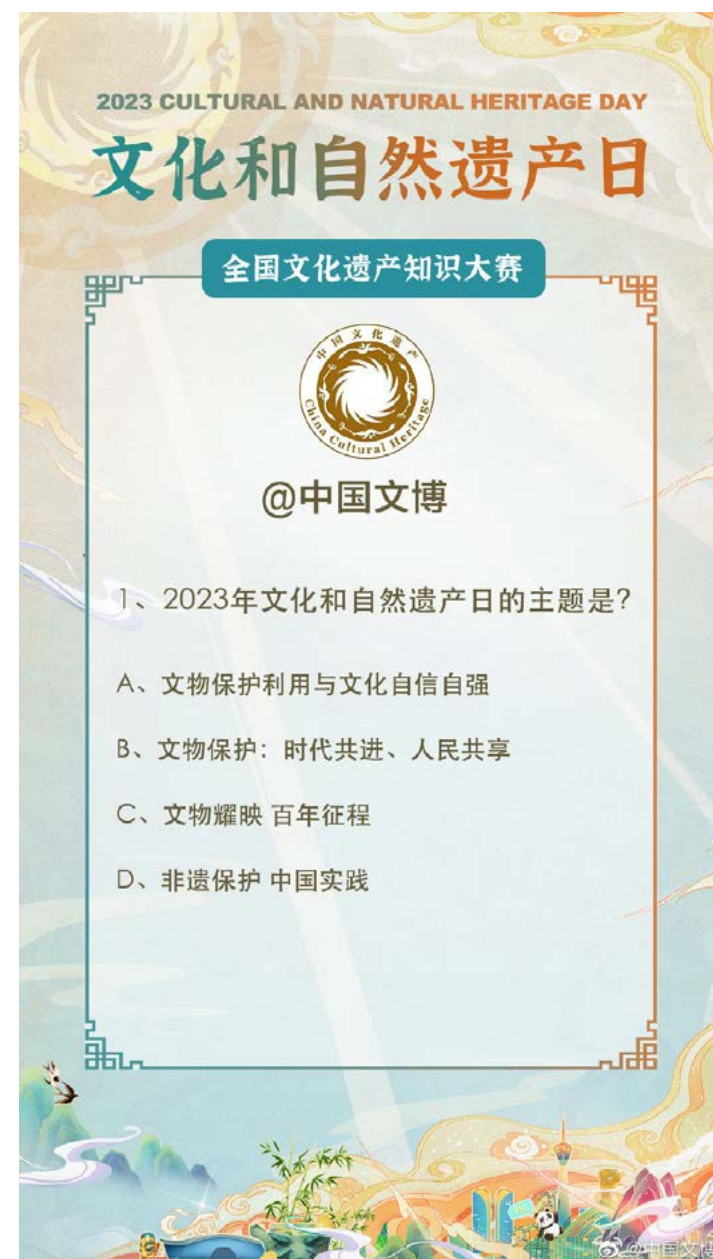 2023 CULTURAL AND NATURAL HERITAGE DAY
文化和自然遗产日
全国文化遗产知识大赛
中国文化遗产
China Cultural Heritage
@中国文博
1、2023年文化和自然遗产日的主题是?
A、文物保护利用与文化自信自强
B、文物保护：时代共进、人民共享
C、文物耀映 百年征程
D、非遗保护 中国实践
@中国文博